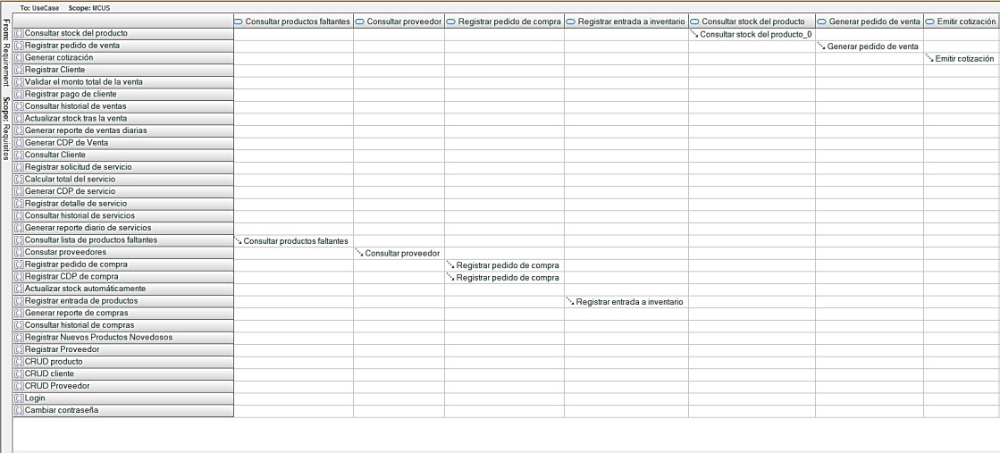 To: UseCase Scope: MCUS
From: Requirement Scope: Requisitos
Consultar productos faltantes Consultar proveedor Registrar pedido de compra Registrar entrada a inventario Consultar stock del producto Generar pedido de venta Emitir cotización
Consultar stock del producto Consultar stock del producto_0
Registrar pedido de venta Generar pedido de venta
Generar cotización Emitir cotización
Registrar Cliente
Validar el monto total de la venta
Registrar pago de cliente
Consultar historial de ventas
Actualizar stock tras la venta
Generar reporte de ventas diarias
Generar CDP de Venta
Consultar Cliente
Registrar solicitud de servicio
Calcular total del servicio
Generar CDP de servicio
Registrar detalle de servicio
Consultar historial de servicios
Generar reporte diario de servicios
Consultar lista de productos faltantes Consultar productos faltantes
Consutar proveedores Consultar proveedor
Registrar pedido de compra Registrar pedido de compra
Registrar CDP de compra Registrar pedido de compra
Actualizar stock automáticamente
Registrar entrada de productos Registrar entrada a inventario
Generar reporte de compras
Consultar historial de compras
Registrar Nuevos Productos Novedosos
Registrar Proveedor
CRUD producto
CRUD cliente
CRUD Proveedor
Login
Cambiar contraseña